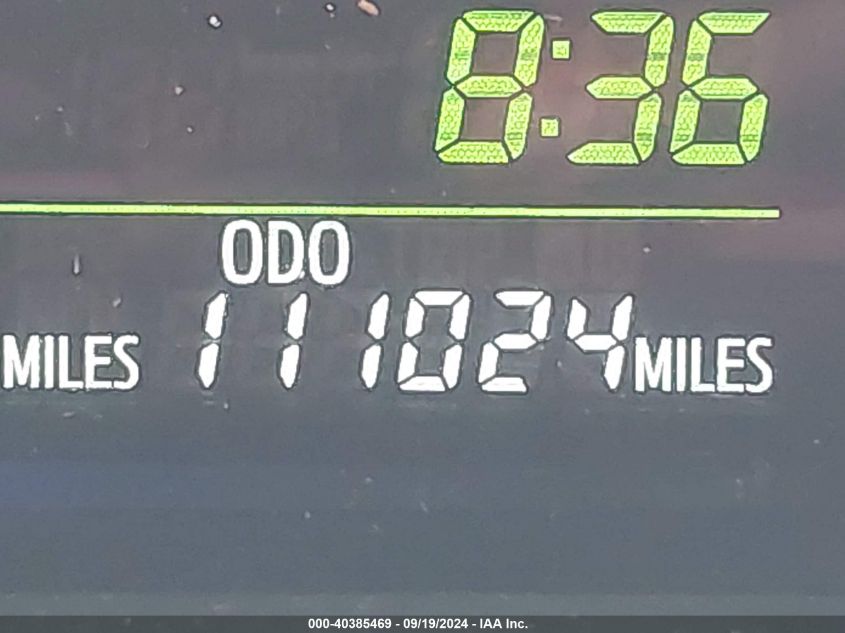 8:36
ODO
MILES 111024 MILES
000-40385469 - 09/19/2024 - IAA Inc.